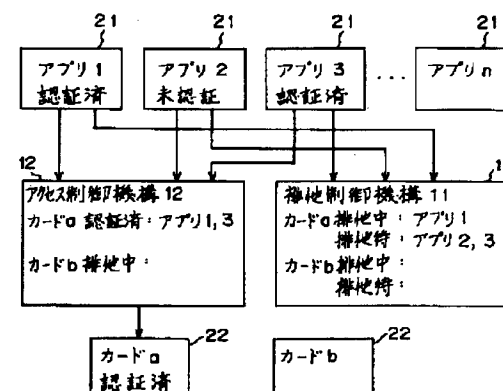 21 21 21 21
アプリ1
認証済
アプリ2
未認証
アプリ3
認証済
...
アプリn
12
アクセス制御機構 12
カードa 認証済:アプリ1,3
カードb 排他中:
1
排他制御機構 11
カードa 排他中:アプリ1
排他待:アプリ2,3
カードb 排他中:
排他待:
22
カードa
認証済
22
カードb